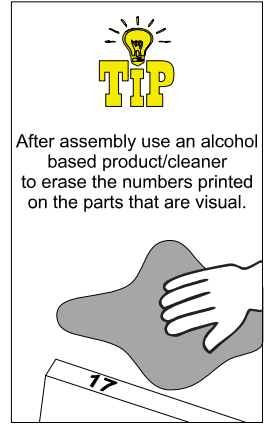 TIP
After assembly use an alcohol
based product/cleaner
to erase the numbers printed
on the parts that are visual.
17